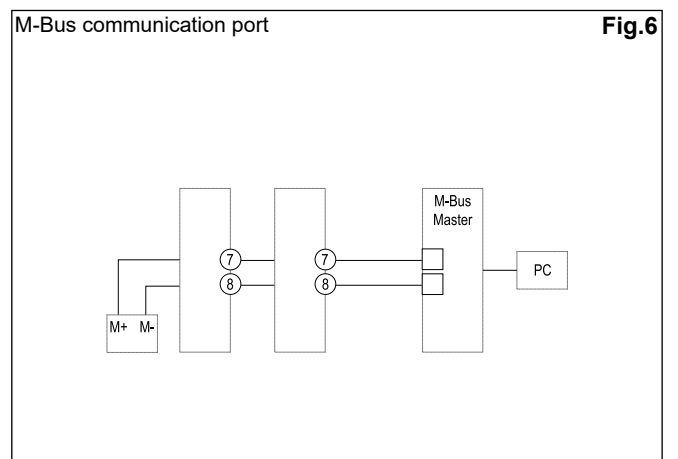 M-Bus communication port
Fig.6
M-Bus
Master
7
7
8
8
PC
M+ M-